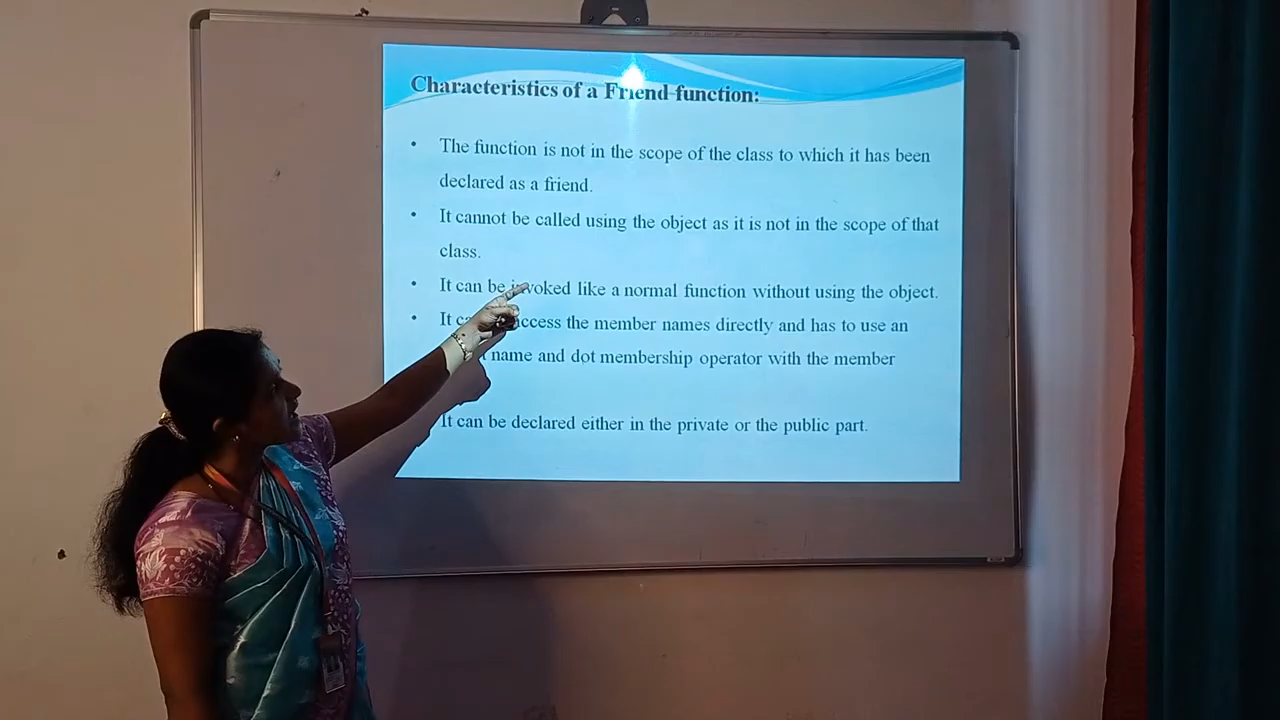 Characteristics of a Friend function:
• The function is not in the scope of the class to which it has been
declared as a friend.
• It cannot be called using the object as it is not in the scope of that
class.
• It can be invoked like a normal function without using the object.
• It access the member names directly and has to use an
name and dot membership operator with the member
It can be declared either in the private or the public part.